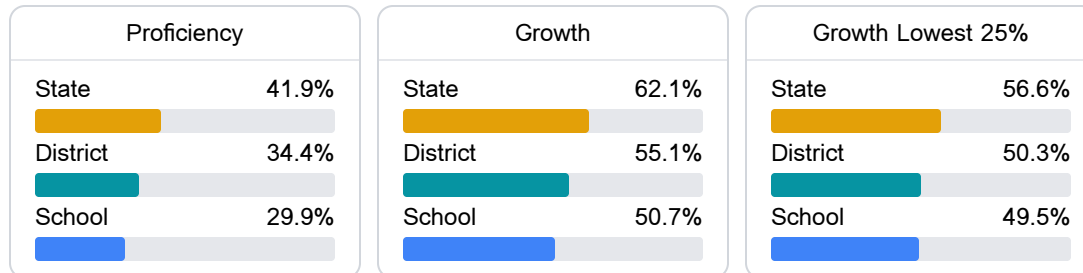 Proficiency
State 41.9%
District 34.4%
School 29.9%
Growth
State 62.1%
District 55.1%
School 50.7%
Growth Lowest 25%
State 56.6%
District 50.3%
School 49.5%